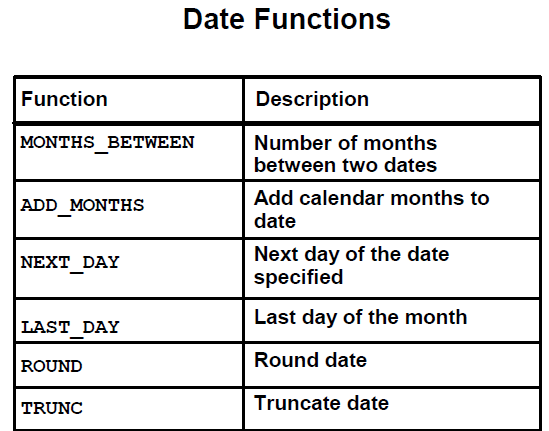 Date Functions
Function Description
MONTHS_BETWEEN Number of months
between two dates
ADD_MONTHS Add calendar months to
date
NEXT_DAY Next day of the date
specified
LAST_DAY Last day of the month
ROUND Round date
TRUNC Truncate date